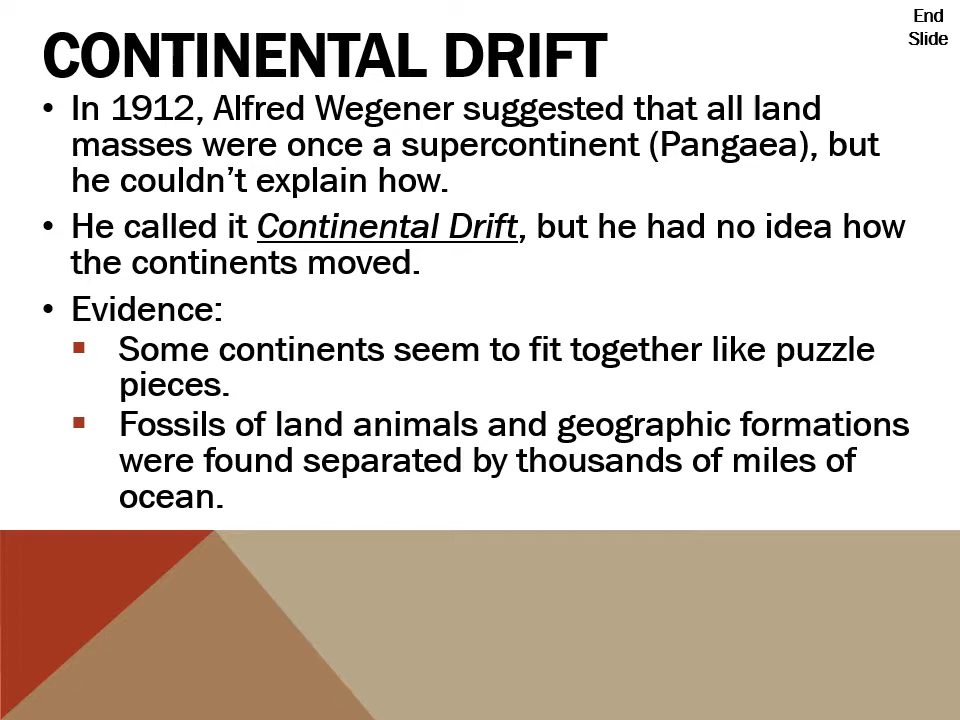 End
Slide
CONTINENTAL DRIFT
• In 1912, Alfred Wegener suggested that all land
masses were once a supercontinent (Pangaea), but
he couldn’t explain how.
• He called it Continental Drift, but he had no idea how
the continents moved.
• Evidence:
▪ Some continents seem to fit together like puzzle
pieces.
▪ Fossils of land animals and geographic formations
were found separated by thousands of miles of
ocean.